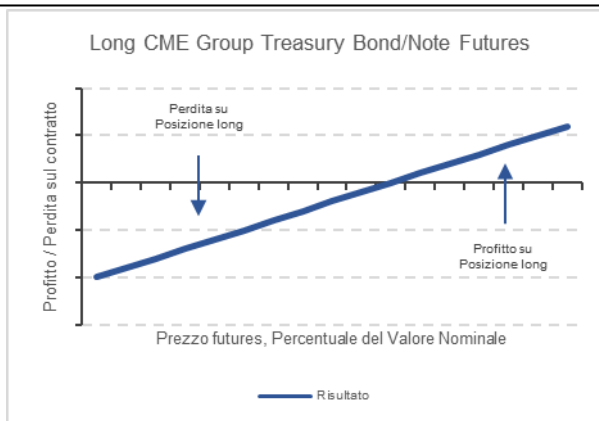 Long CME Group Treasury Bond/Note Futures
Profitto / Perdita sul contratto
Perdita su
Posizione long
Profitto su
Posizione long
Prezzo futures, Percentuale del Valore Nominale
Risultato